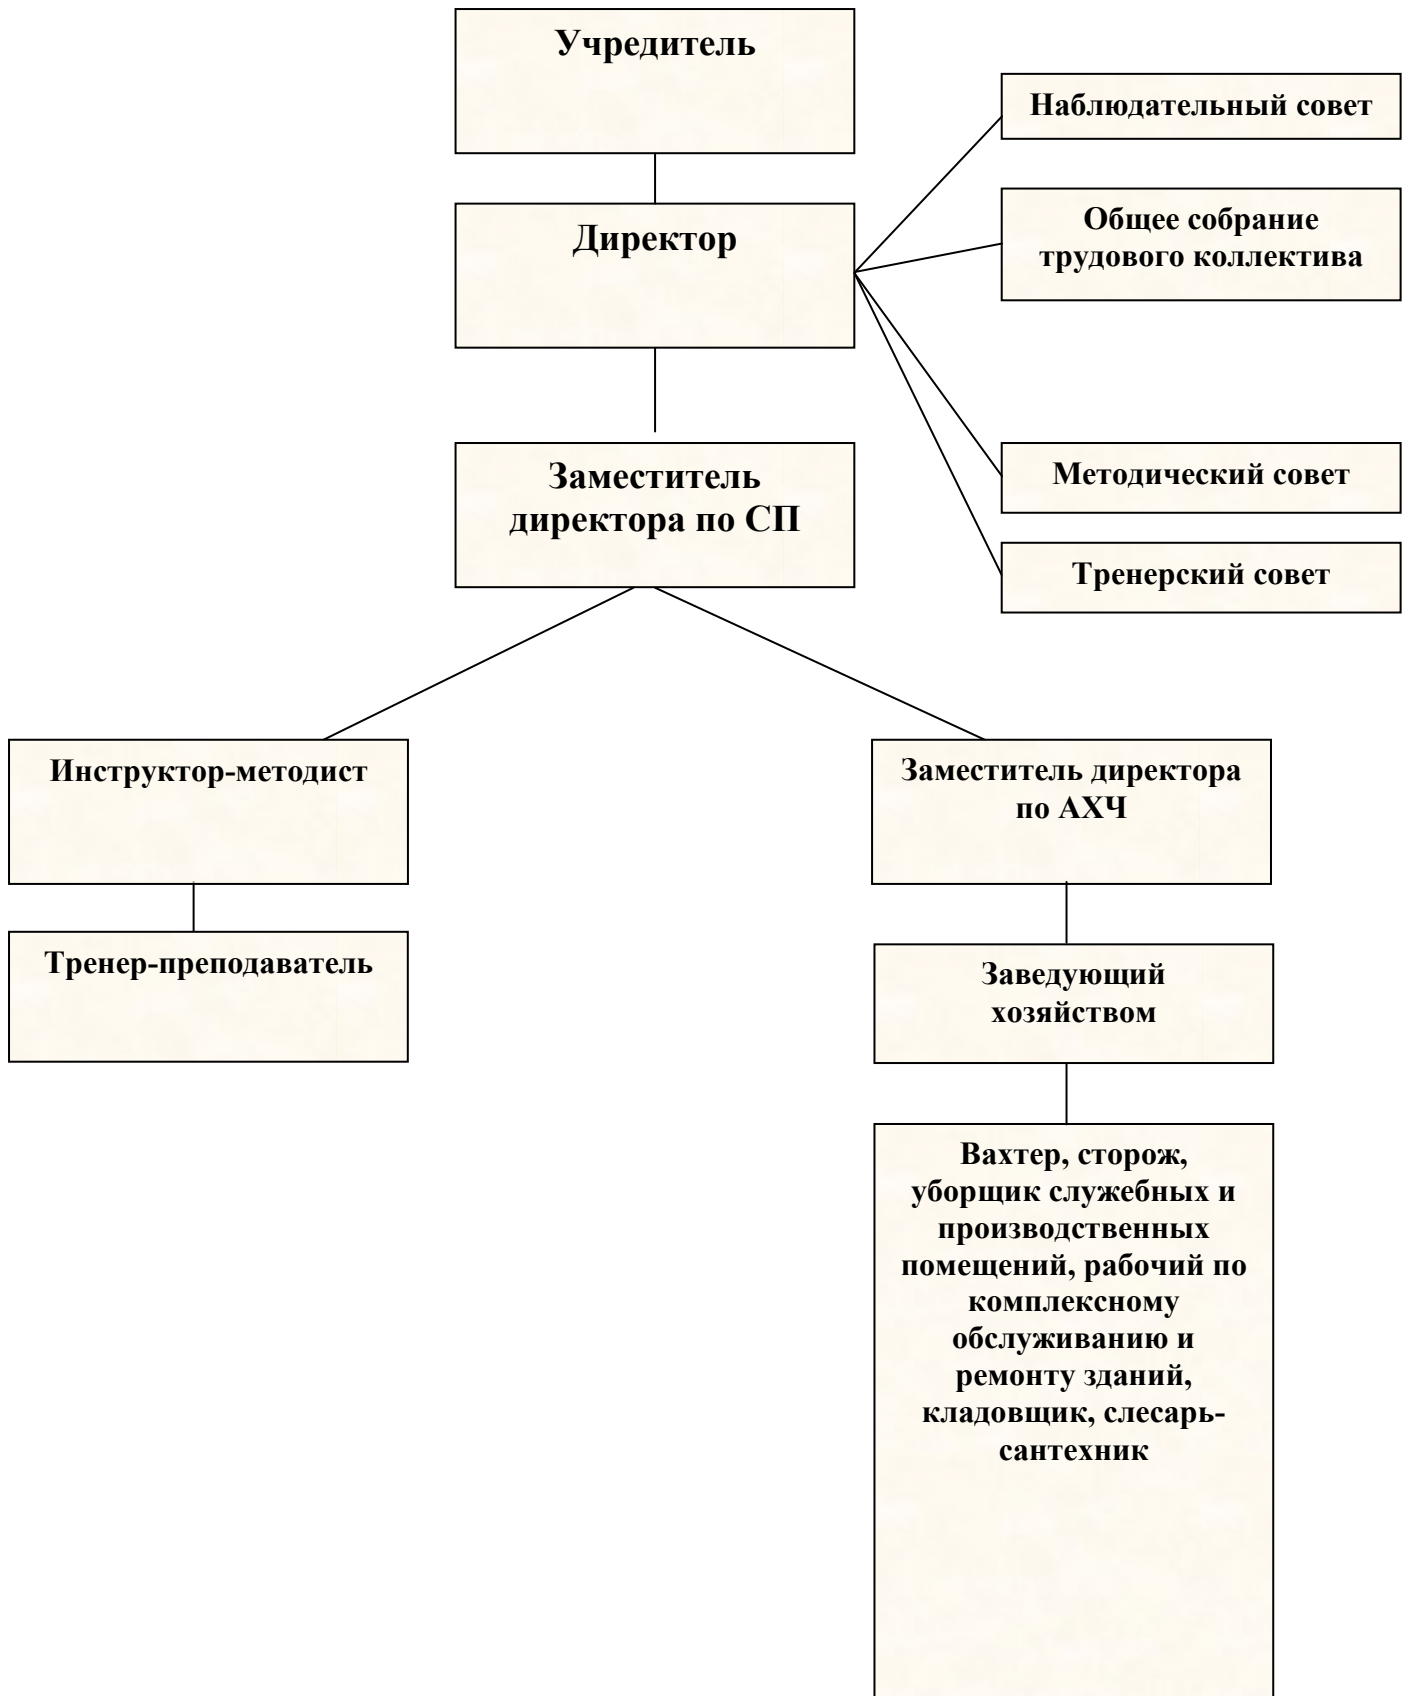 Учредитель
Наблюдательный совет
Общее собрание
трудового коллектива
Директор
Методический совет
Заместитель
директора по СП
Тренерский совет
Инструктор-методист
Заместитель директора
по АХЧ
Тренер-преподаватель
Заведующий
хозяйством
Вахтер, сторож,
уборщик служебных и
производственных
помещений, рабочий по
комплексному
обслуживанию и
ремонту зданий,
кладовщик, слесарь-
сантехник